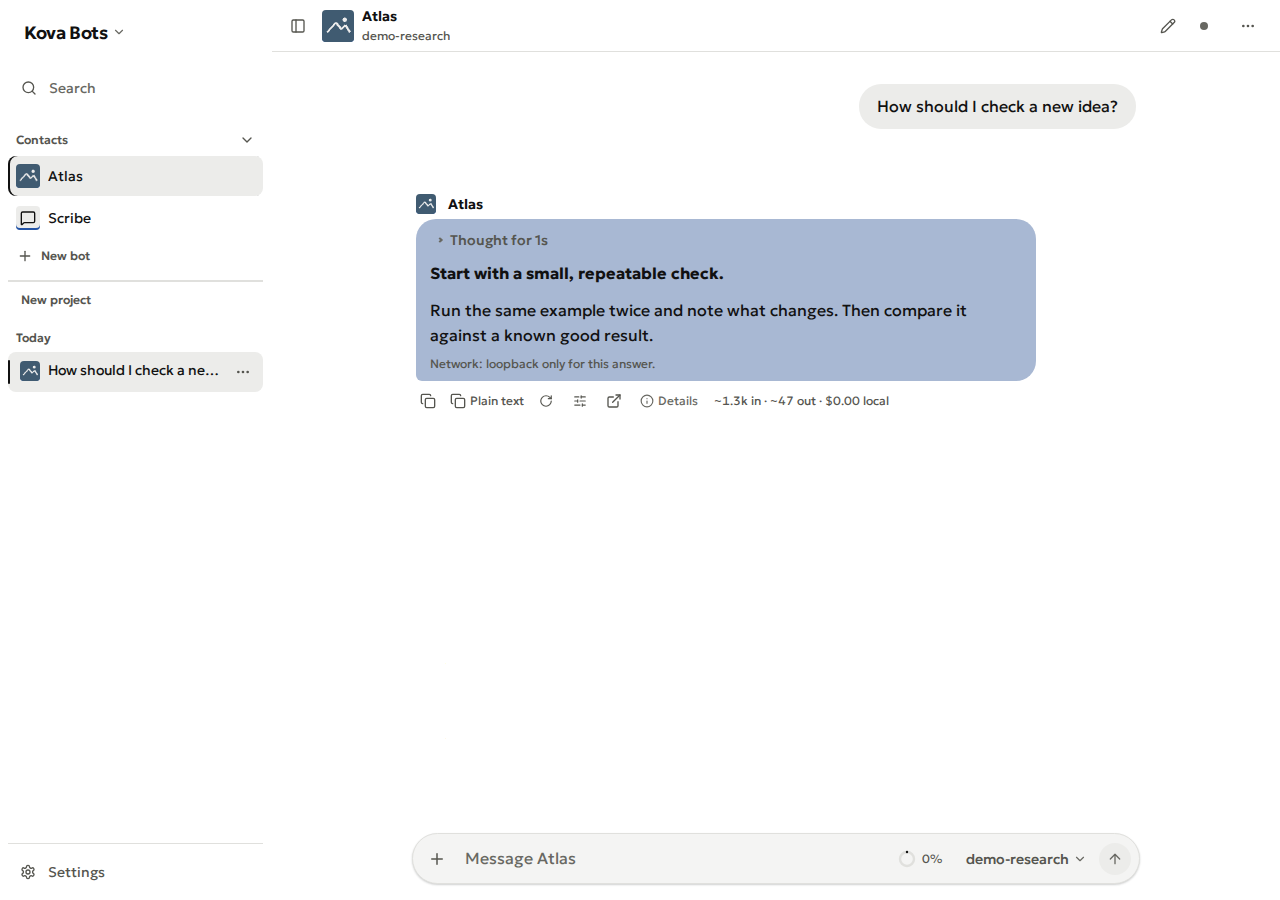 Kova Bots
Search
Contacts
Atlas
Scribe
New bot
New project
Today
How should I check a ne...
Settings
Atlas
demo-research
How should I check a new idea?
Atlas
Thought for 1s
Start with a small, repeatable check.
Run the same example twice and note what changes. Then compare it
against a known good result.
Network: loopback only for this answer.
Plain text
Details
~1.3k in · ~47 out · $0.00 local
Message Atlas
0%
demo-research